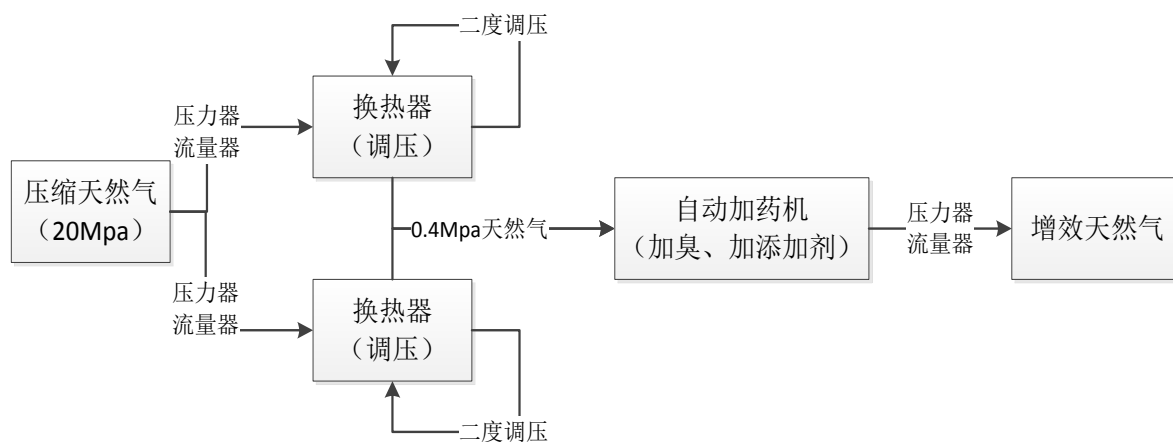 二度调压
换热器
（调压）
压力器
流量器
压缩天然气
（20Mpa）
压力器
流量器
0.4Mpa天然气
自动加药机
（加臭、加添加剂）
压力器
流量器
增效天然气
换热器
（调压）
二度调压